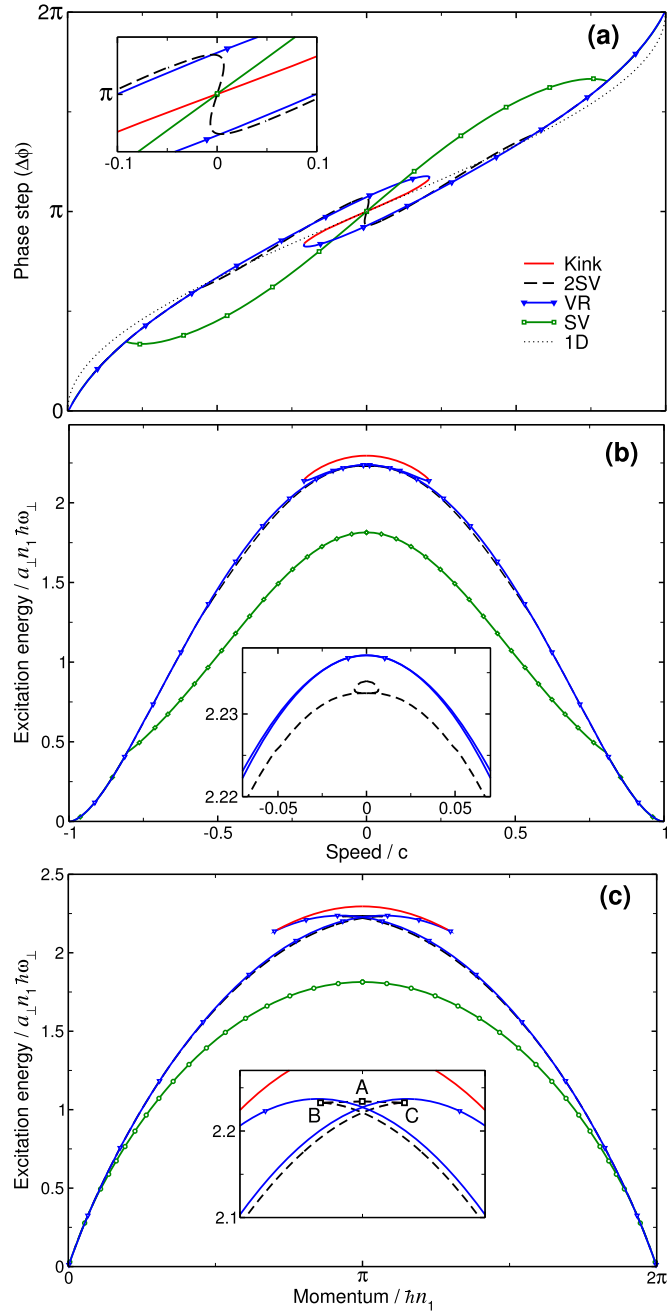 2π
(a)
π
-0.1
0
0.1
Phase step (Δϕ)
π
Kink
2SV
VR
SV
1D
0
(b)
2
1.5
1
0.5
0
Excitation energy / a⊥n1ħω⊥
2.23
2.22
-0.05
0
0.05
-1
-0.5
0
0.5
1
Speed / c
2.5
(c)
2
1.5
1
0.5
0
Excitation energy / a⊥n1ħω⊥
A
B
C
2.2
2.1
0
π
2π
Momentum / ħn1